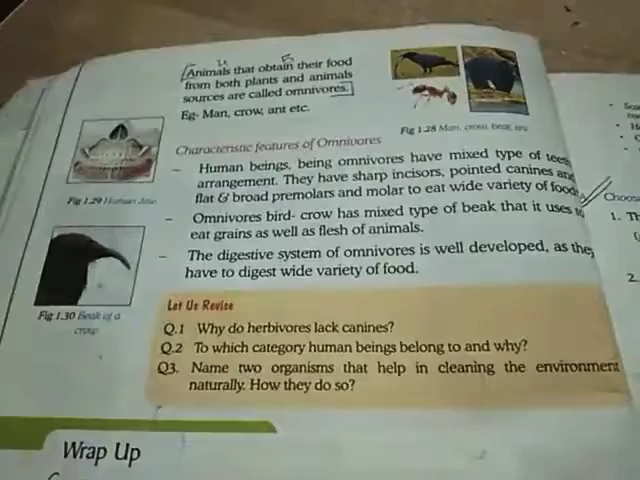 Animals that obtain their food
from both plants and animals
sources are called omnivores.
Eg- Man, crow, ant etc.
Fig 1.28 Man, crow, bear, ant
Characteristic features of Omnivores
- Human beings, being omnivores have mixed type of teeth
arrangement. They have sharp incisors, pointed canines and
flat & broad premolars and molar to eat wide variety of food.
Fig 1.29 Human Jaw
- Omnivores bird- crow has mixed type of beak that it uses to
eat grains as well as flesh of animals.
- The digestive system of omnivores is well developed, as they
have to digest wide variety of food.
Fig 1.30 Beak of a
crow
Let Us Revise
Q.1 Why do herbivores lack canines?
Q.2 To which category human beings belong to and why?
Q3. Name two organisms that help in cleaning the environment
naturally. How they do so?
Wrap Up
Choose
1. Th
2.